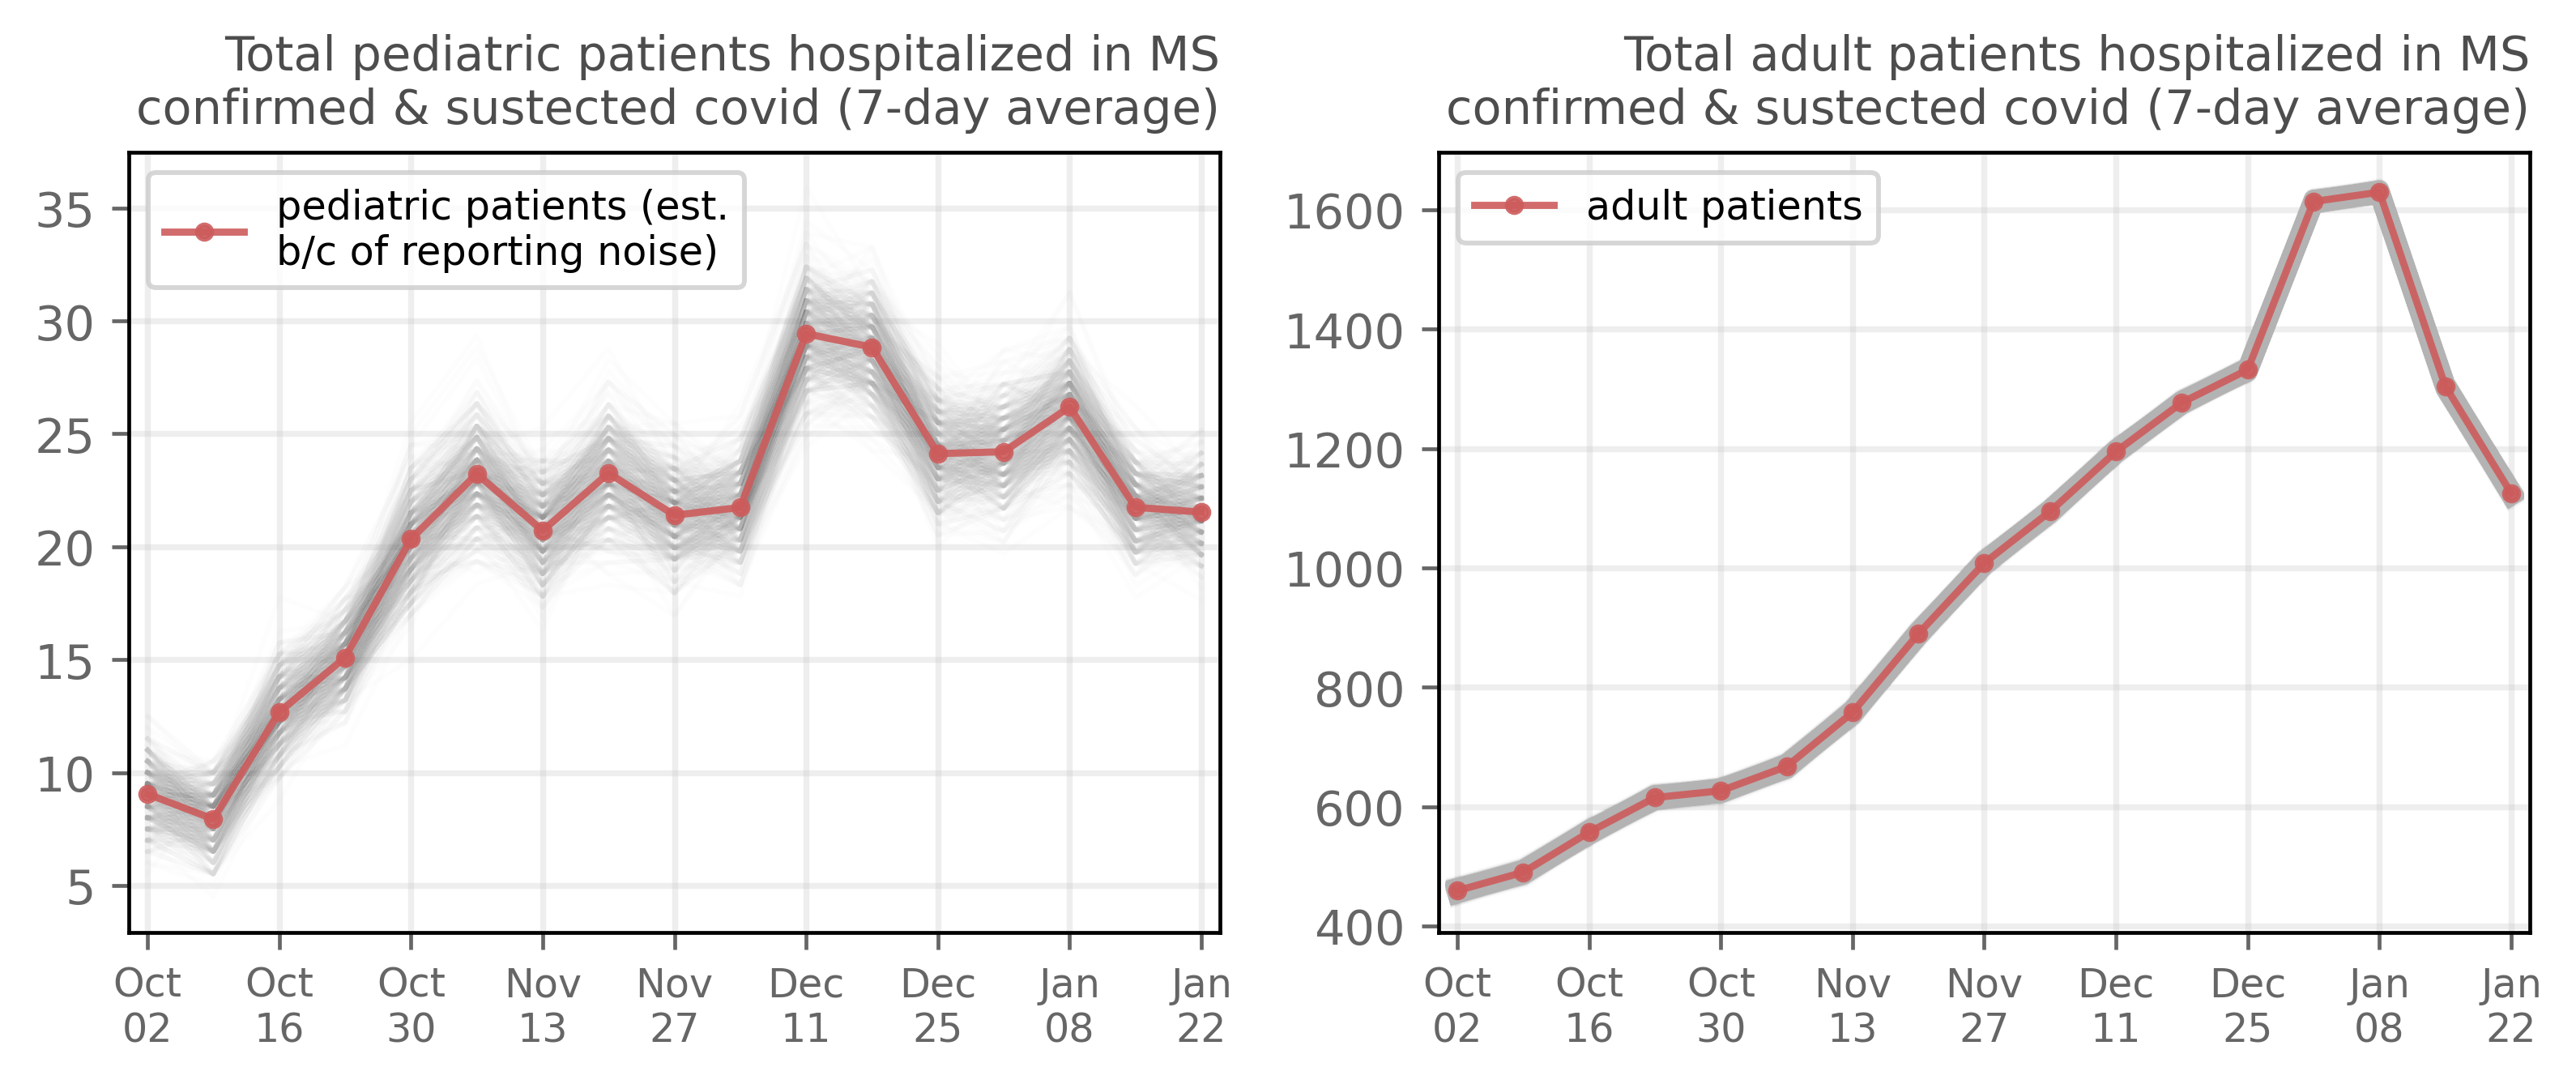 Total pediatric patients hospitalized in MS
confirmed & sustected covid (7-day average)
pediatric patients (est.
b/c of reporting noise)
35
30
25
20
15
10
5
Oct Oct Oct Nov Nov Dec Dec Jan Jan
02 16 30 13 27 11 25 08 22
Total adult patients hospitalized in MS
confirmed & sustected covid (7-day average)
adult patients
1600
1400
1200
1000
800
600
400
Oct Oct Oct Nov Nov Dec Dec Jan Jan
02 16 30 13 27 11 25 08 22